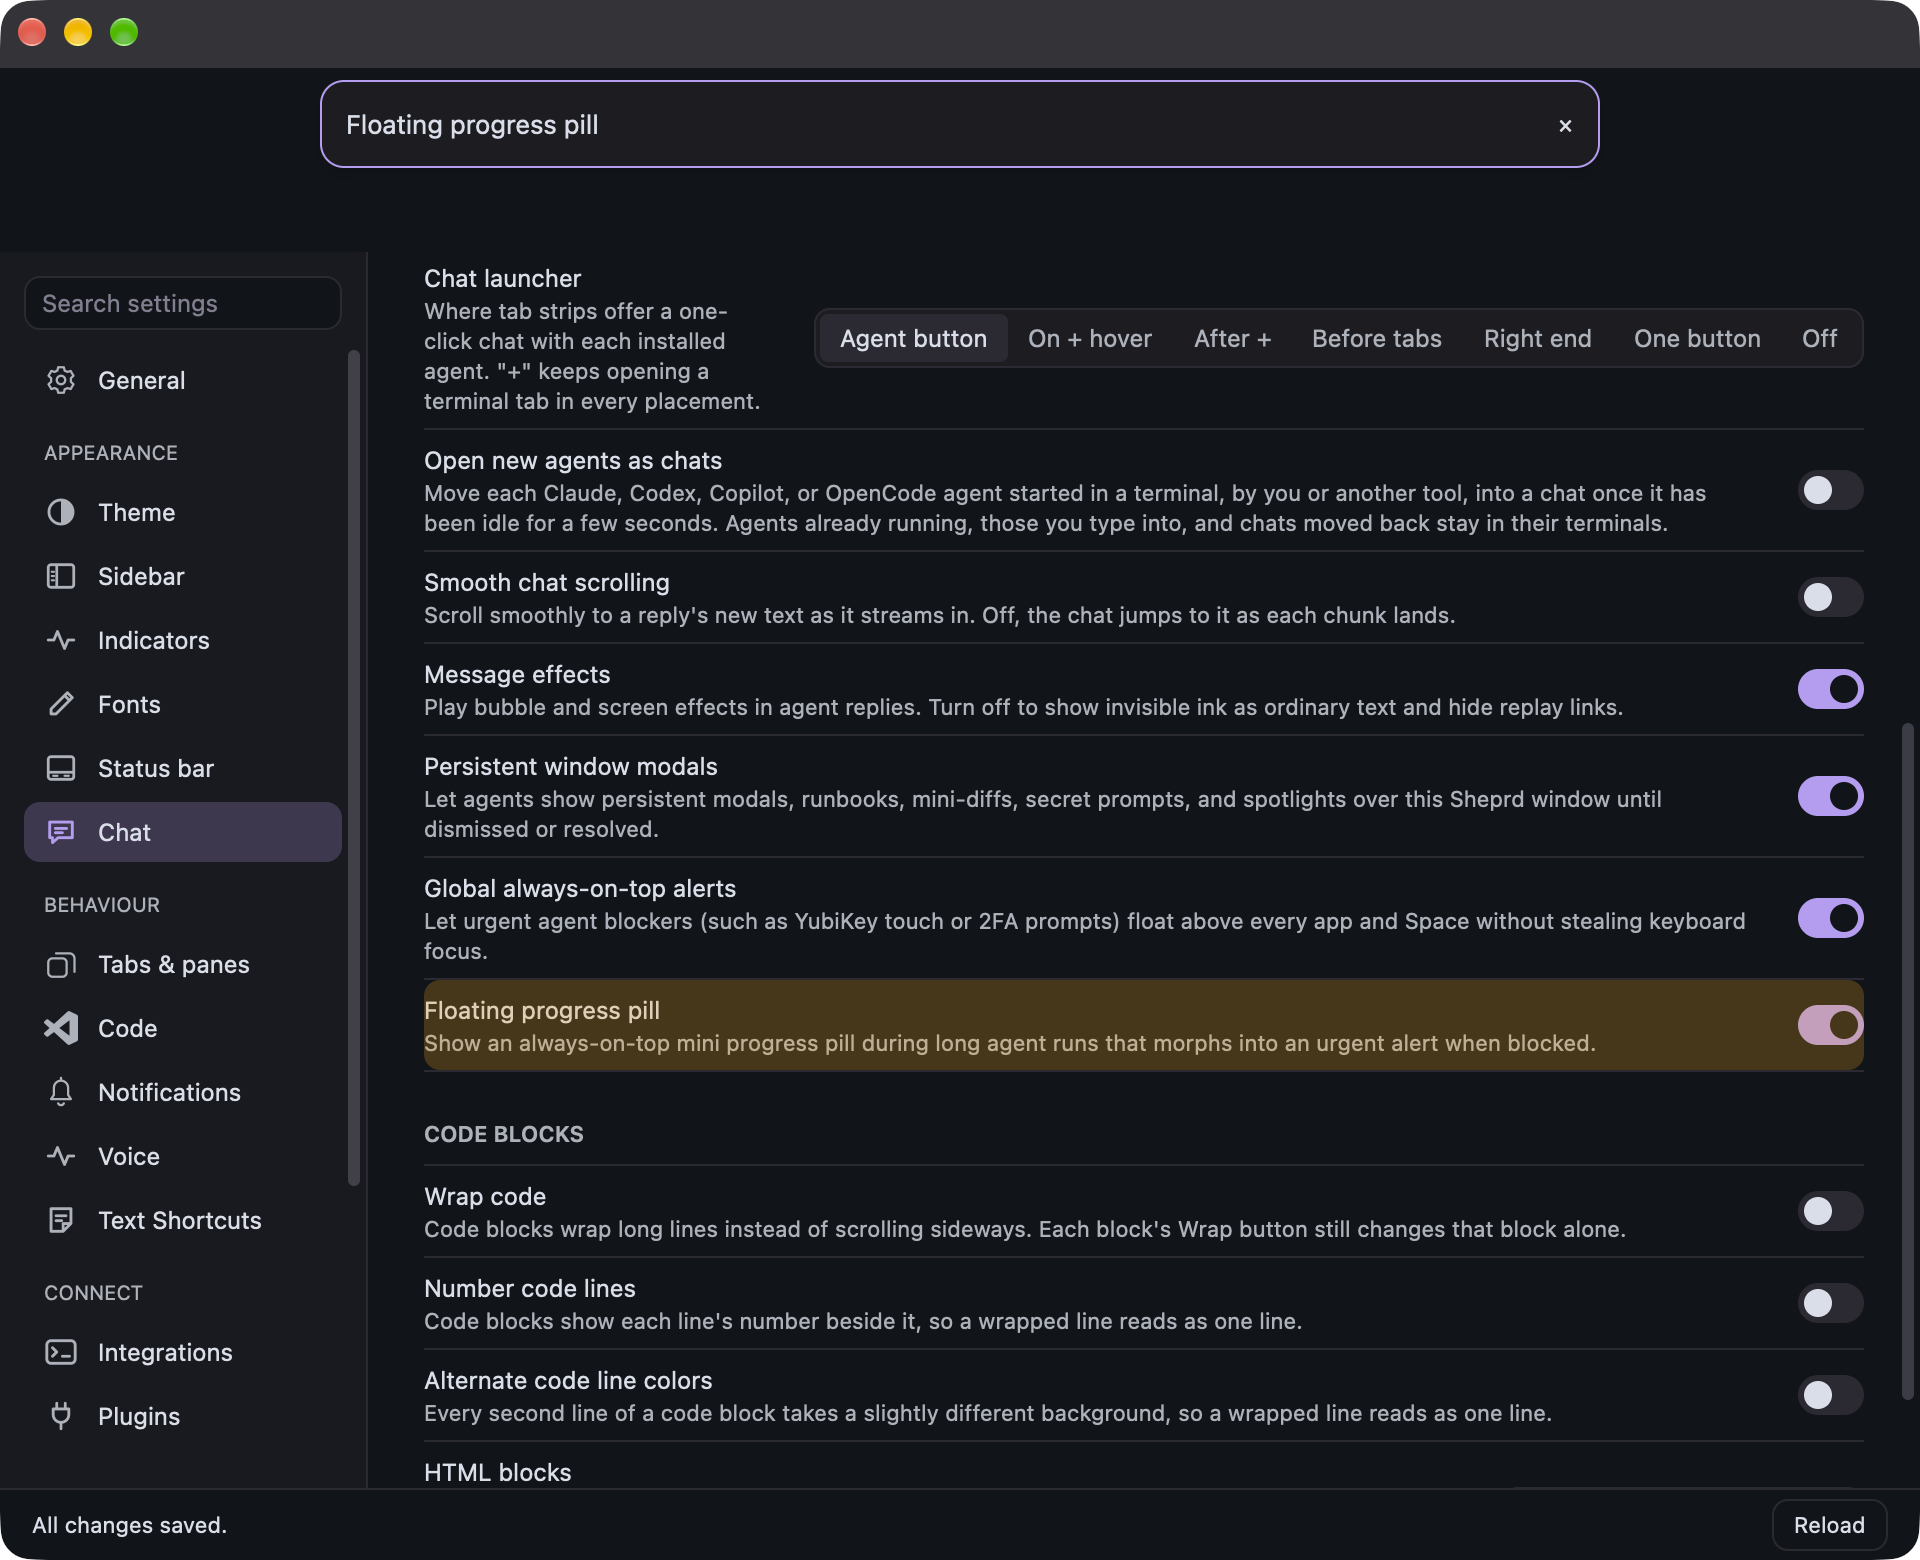 Floating progress pill
×
Search settings
General
APPEARANCE
Theme
Sidebar
Indicators
Fonts
Status bar
Chat
BEHAVIOUR
Tabs & panes
Code
Notifications
Voice
Text Shortcuts
CONNECT
Integrations
Plugins
Chat launcher
Where tab strips offer a one-
click chat with each installed
agent. "+" keeps opening a
terminal tab in every placement.
Agent button On + hover After + Before tabs Right end One button Off
Open new agents as chats
Move each Claude, Codex, Copilot, or OpenCode agent started in a terminal, by you or another tool, into a chat once it has
been idle for a few seconds. Agents already running, those you type into, and chats moved back stay in their terminals.
Smooth chat scrolling
Scroll smoothly to a reply's new text as it streams in. Off, the chat jumps to it as each chunk lands.
Message effects
Play bubble and screen effects in agent replies. Turn off to show invisible ink as ordinary text and hide replay links.
Persistent window modals
Let agents show persistent modals, runbooks, mini-diffs, secret prompts, and spotlights over this Sheprd window until
dismissed or resolved.
Global always-on-top alerts
Let urgent agent blockers (such as YubiKey touch or 2FA prompts) float above every app and Space without stealing keyboard
focus.
Floating progress pill
Show an always-on-top mini progress pill during long agent runs that morphs into an urgent alert when blocked.
CODE BLOCKS
Wrap code
Code blocks wrap long lines instead of scrolling sideways. Each block's Wrap button still changes that block alone.
Number code lines
Code blocks show each line's number beside it, so a wrapped line reads as one line.
Alternate code line colors
Every second line of a code block takes a slightly different background, so a wrapped line reads as one line.
HTML blocks
All changes saved.
Reload